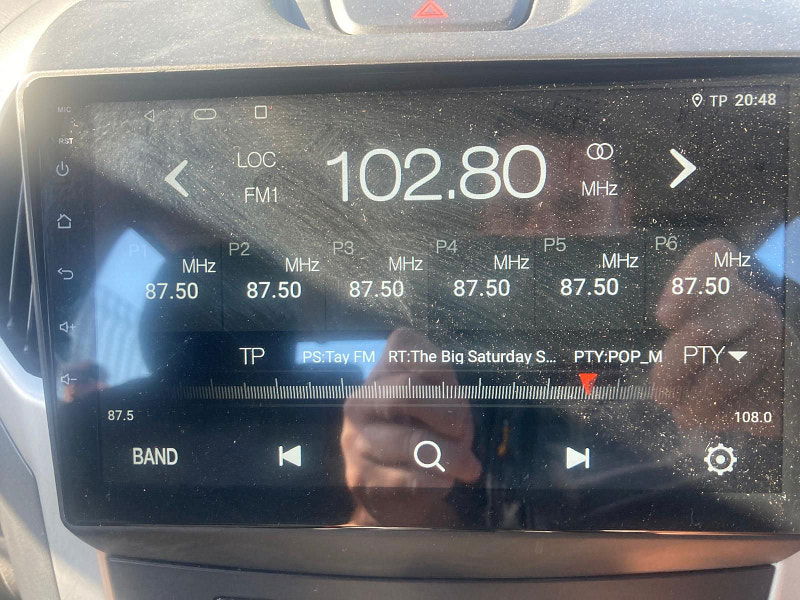 MIC
TP 20:48
RST
LOC
102.80
FM1
MHz
P1 P2 P3 P4 P5 P6
MHz MHz MHz MHz MHz MHz
87.50 87.50 87.50 87.50 87.50 87.50
TP PS:Tay FM RT:The Big Saturday S... PTY:POP_M PTY
87.5 108.0
BAND